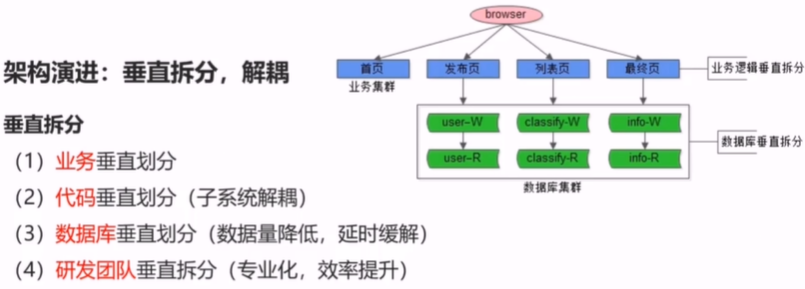 架构演进：垂直拆分，解耦
垂直拆分
（1）业务垂直划分
（2）代码垂直划分（子系统解耦）
（3）数据库垂直划分（数据量降低，延时缓解）
（4）研发团队垂直拆分（专业化，效率提升）
browser
首页 发布页 列表页 最终页
业务集群
业务逻辑垂直拆分
user-W classify-W info-W
user-R classify-R info-R
数据库垂直拆分
数据库集群